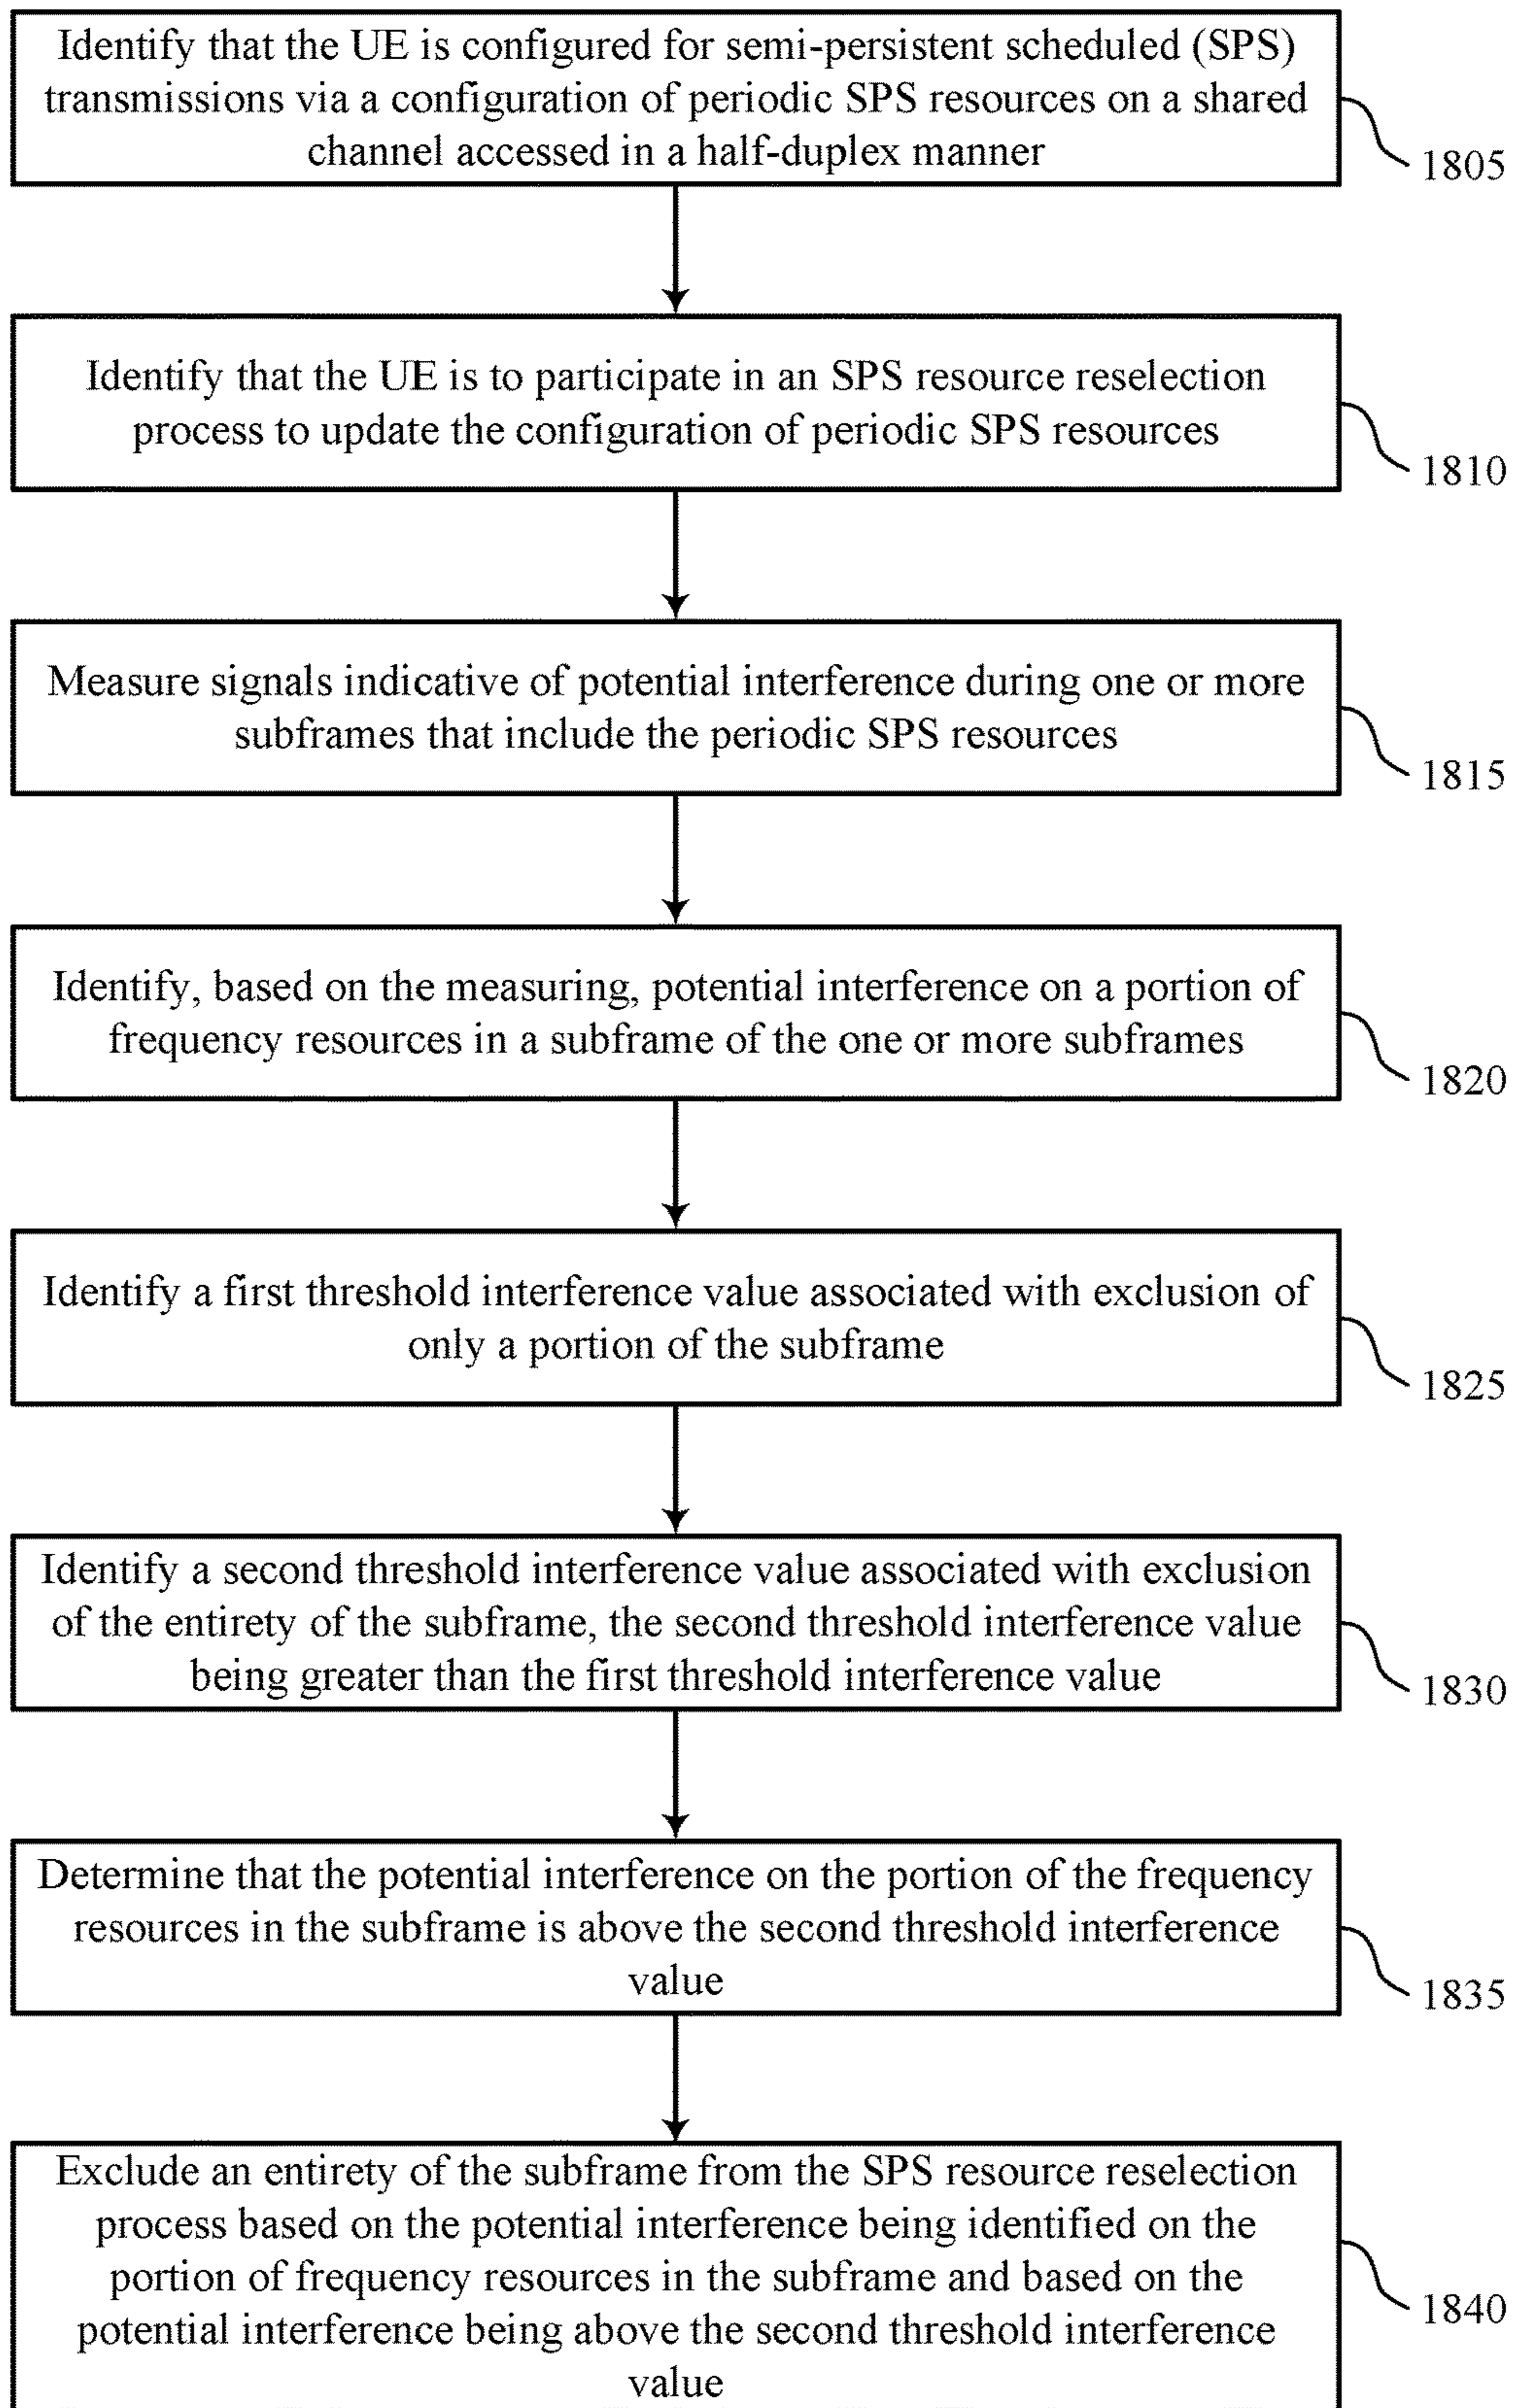 Identify that the UE is configured for semi-persistent scheduled (SPS)
transmissions via a configuration of periodic SPS resources on a shared
channel accessed in a half-duplex manner
1805
Identify that the UE is to participate in an SPS resource reselection
process to update the configuration of periodic SPS resources
1810
Measure signals indicative of potential interference during one or more
subframes that include the periodic SPS resources
1815
Identify, based on the measuring, potential interference on a portion of
frequency resources in a subframe of the one or more subframes
1820
Identify a first threshold interference value associated with exclusion of
only a portion of the subframe
1825
Identify a second threshold interference value associated with exclusion
of the entirety of the subframe, the second threshold interference value
being greater than the first threshold interference value
1830
Determine that the potential interference on the portion of the frequency
resources in the subframe is above the second threshold interference
value
1835
Exclude an entirety of the subframe from the SPS resource reselection
process based on the potential interference being identified on the
portion of frequency resources in the subframe and based on the
potential interference being above the second threshold interference
value
1840